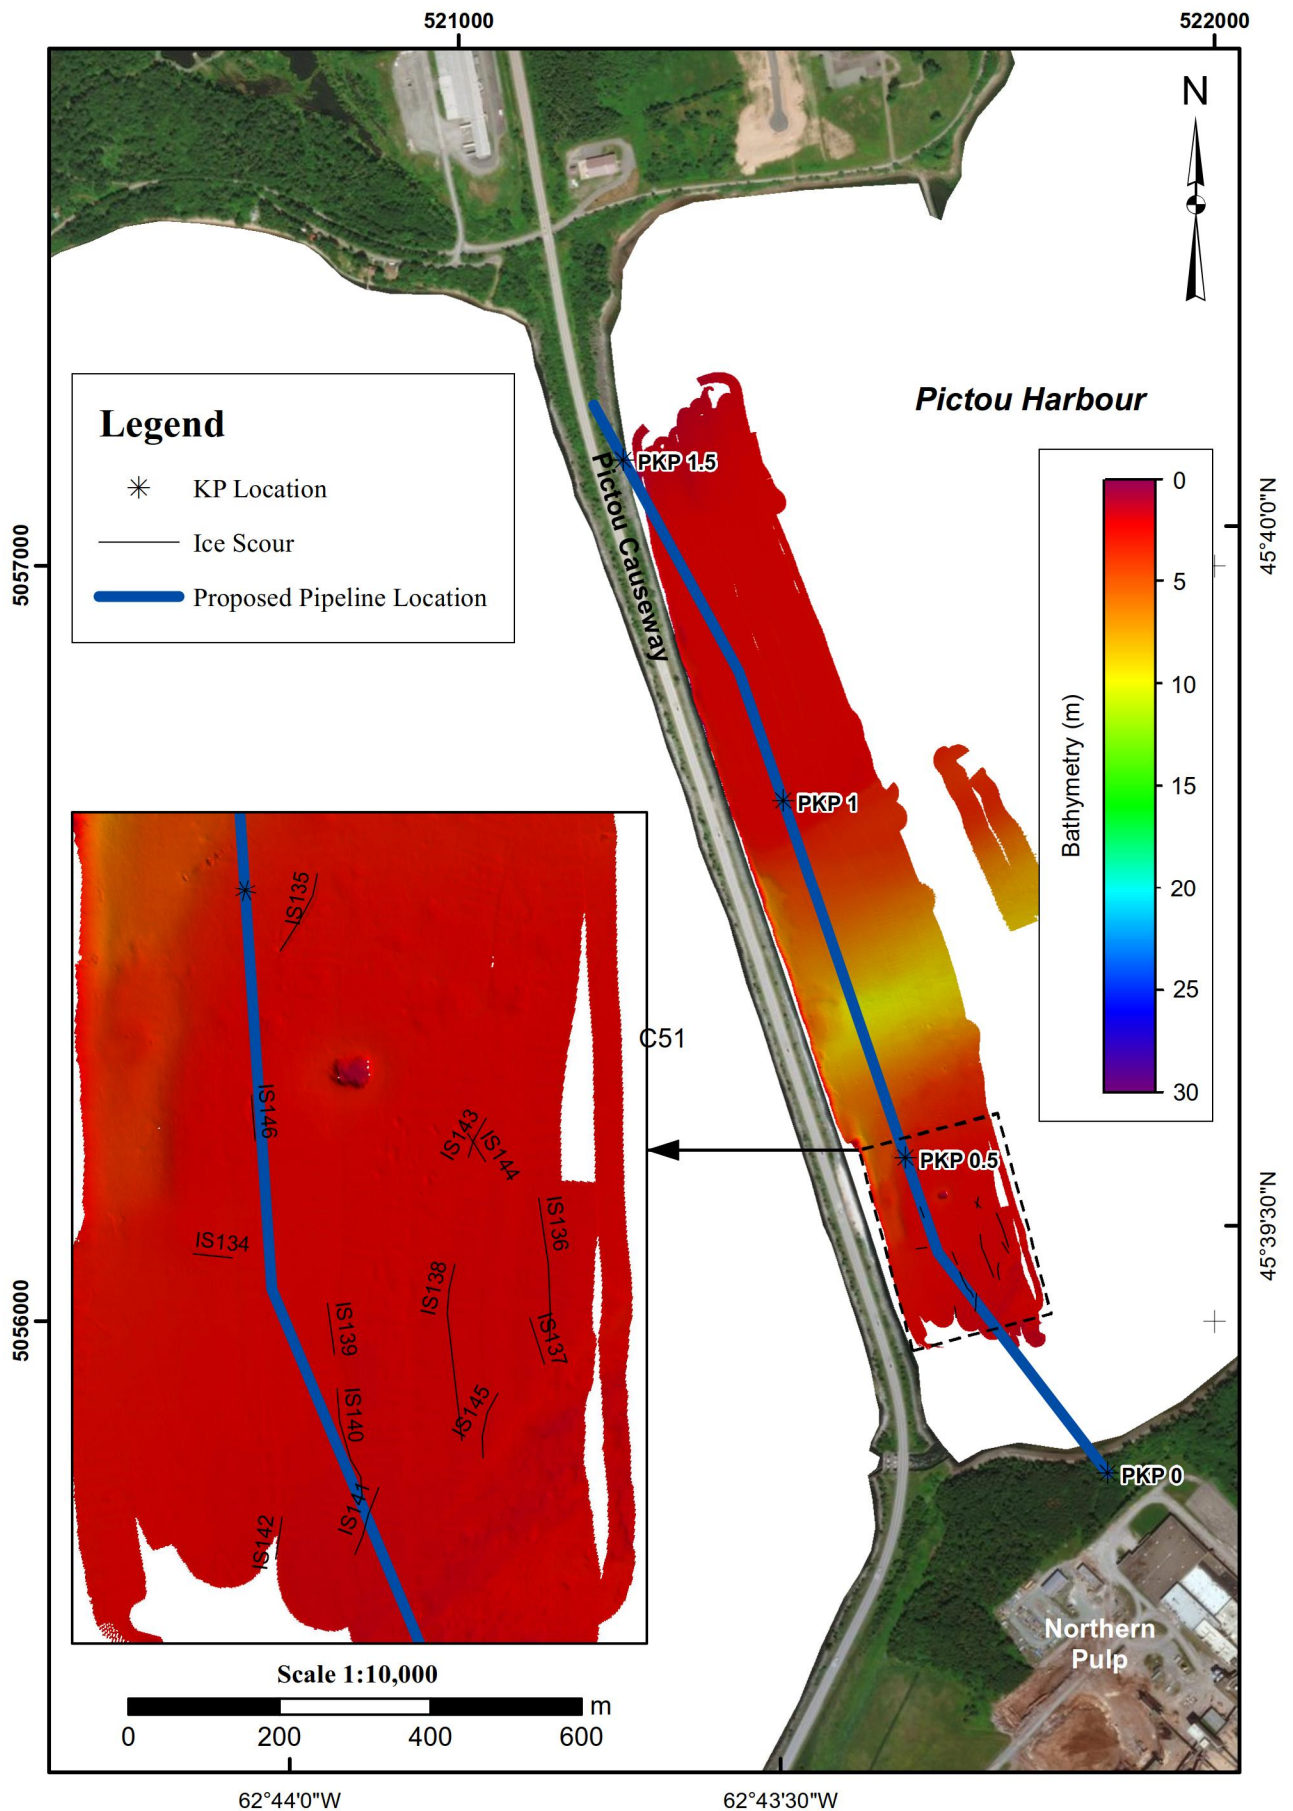 521000
522000
N
Pictou Harbour
Legend
KP Location
Ice Scour
Proposed Pipeline Location
PKP 1.5
Pictou Causeway
45°40'0"N
5057000
Bathymetry (m)
0
5
10
15
20
25
30
PKP 1
IS135
C51
IS146
IS143
IS144
PKP 0.5
IS134
IS136
IS138
IS139
IS137
IS140
IS145
IS141
IS142
45°39'30"N
5056000
PKP 0
Northern
Pulp
Scale 1:10,000
m
0
200
400
600
62°44'0"W
62°43'30"W